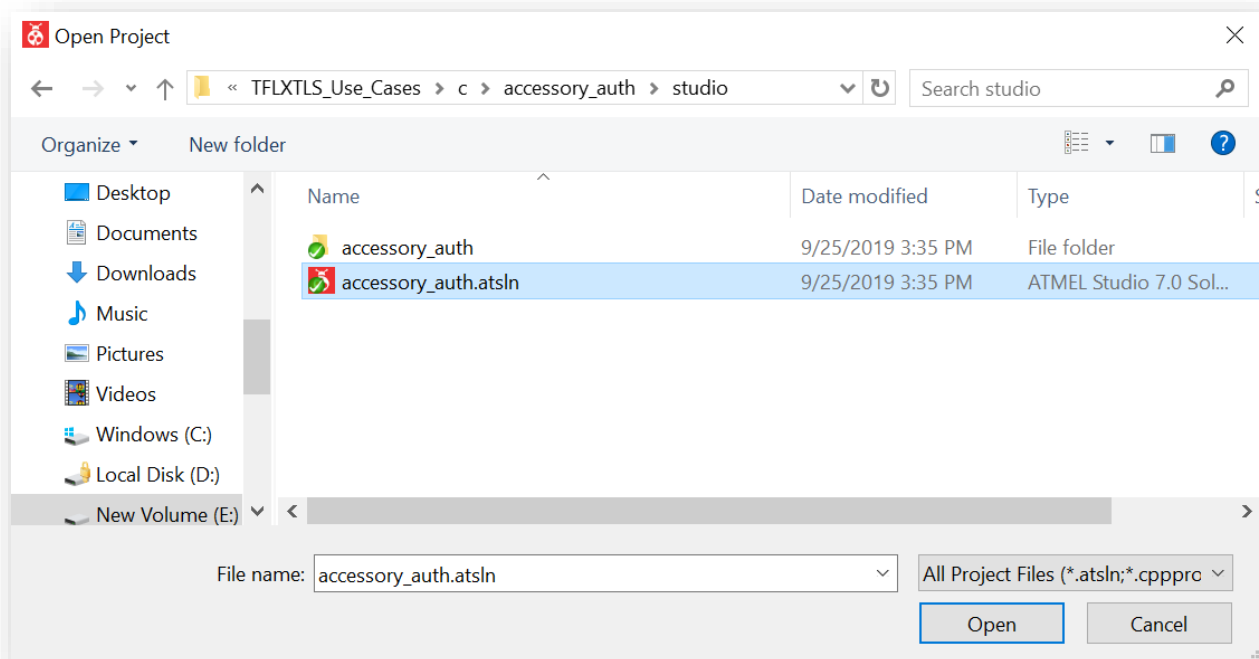 Open Project
« TFLXTLS_Use_Cases > c > accessory_auth > studio
Search studio
Organize
New folder
Name
Date modified
Type
Desktop
Documents
Downloads
Music
Pictures
Videos
Windows (C:)
Local Disk (D:)
New Volume (E:)
accessory_auth 9/25/2019 3:35 PM File folder
accessory_auth.atsln 9/25/2019 3:35 PM ATMEL Studio 7.0 Sol...
File name: accessory_auth.atsln
All Project Files (*.atsln;*.cpppro
Open
Cancel